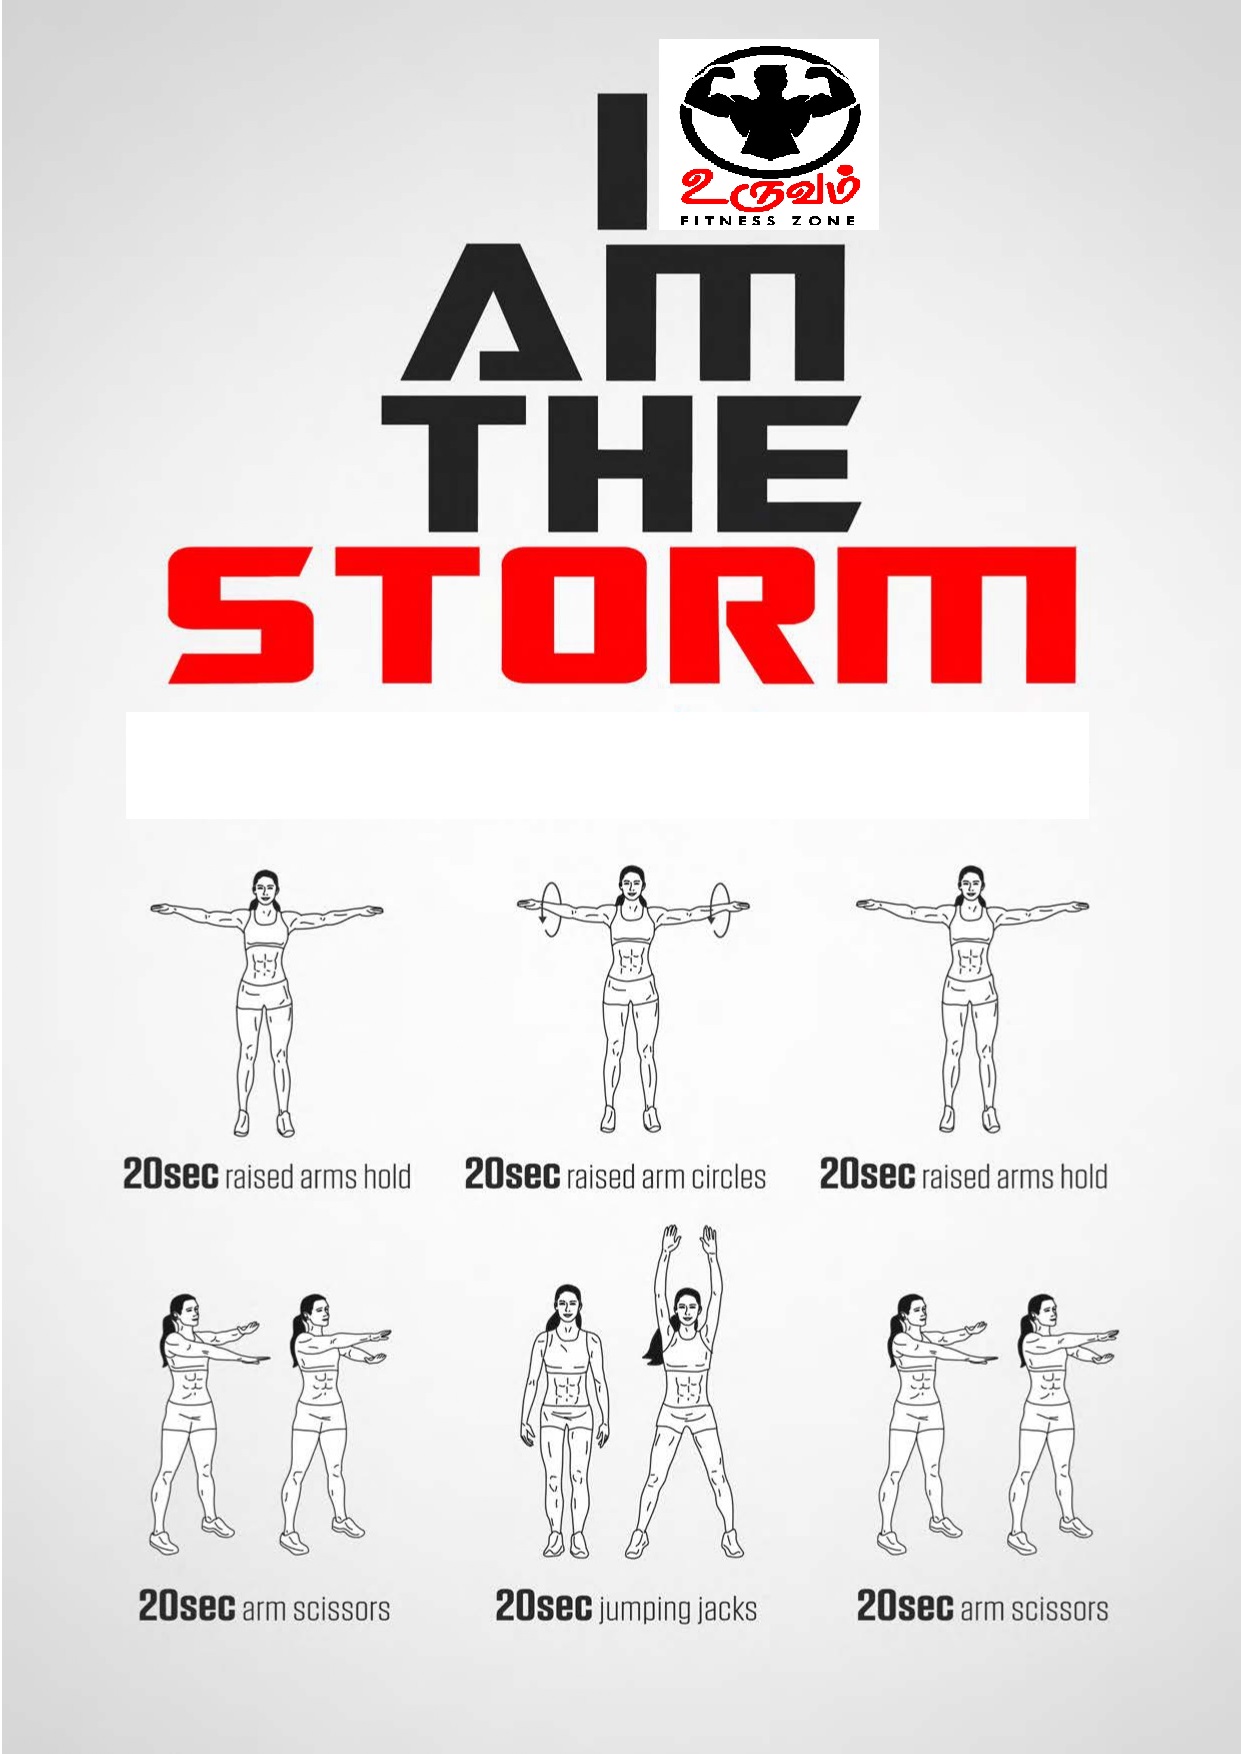 I
உருவம்
FITNESS ZONE
AM
THE
STORM
20sec raised arms hold
20sec raised arm circles
20sec raised arms hold
20sec arm scissors
20sec jumping jacks
20sec arm scissors